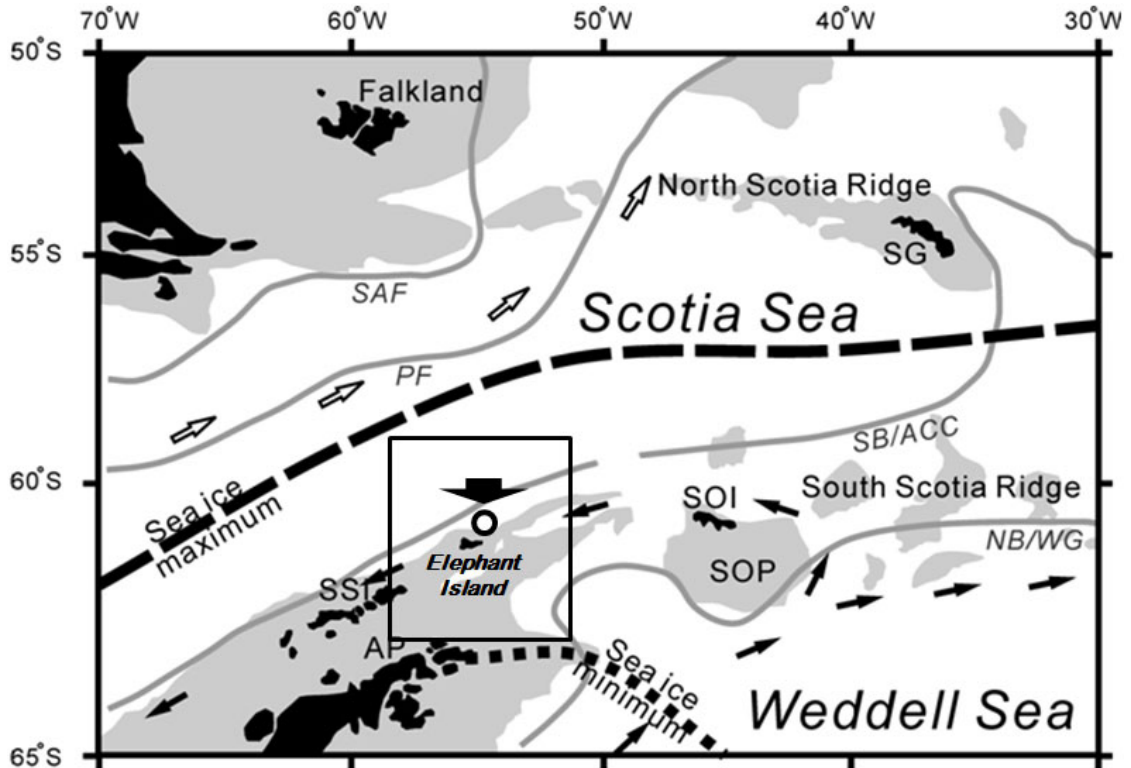 70˚W 60˚W 50˚W 40˚W 30˚W
50˚S
Falkland
North Scotia Ridge
55˚S
SG
SAF
Scotia Sea
PF
SB/ACC
60˚S
Sea ice
maximum
SOI
South Scotia Ridge
NB/WG
Elephant
Island
SOP
SSI
AP
Sea ice
minimum
Weddell Sea
65˚S